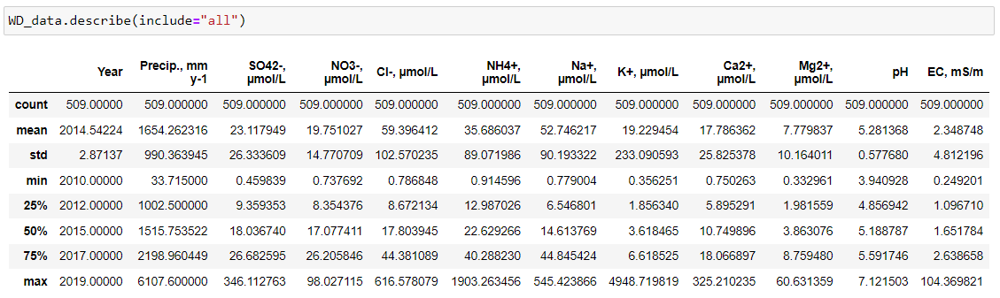 WD_data.describe(include="all")
Year Precip., mm y-1 SO42-, µmol/L NO3-, µmol/L Cl-, µmol/L NH4+, µmol/L Na+, µmol/L K+, µmol/L Ca2+, µmol/L Mg2+, µmol/L pH EC, mS/m
count 509.00000 509.000000 509.000000 509.000000 509.000000 509.000000 509.000000 509.000000 509.000000 509.000000 509.000000 509.000000
mean 2014.54224 1654.262316 23.117949 19.751027 59.396412 35.686037 52.746217 19.229454 17.786362 7.779837 5.281368 2.348748
std 2.87137 990.363945 26.333609 14.770709 102.570235 89.071986 90.193322 233.090593 25.825378 10.164011 0.577680 4.812196
min 2010.00000 33.715000 0.459839 0.737692 0.786848 0.914596 0.779004 0.356251 0.750263 0.332961 3.940928 0.249201
25% 2012.00000 1002.500000 9.359353 8.354376 8.672134 12.987026 6.546801 1.856340 5.895291 1.981559 4.856942 1.096710
50% 2015.00000 1515.753522 18.036740 17.077411 17.803945 22.629266 14.613769 3.618465 10.749896 3.863076 5.188787 1.651784
75% 2017.00000 2198.960449 26.682595 26.205846 44.381089 40.288230 44.845424 6.618525 18.066897 8.759480 5.591746 2.638658
max 2019.00000 6107.600000 346.112763 98.027115 616.578079 1903.263456 545.423866 4948.719819 325.210235 60.631359 7.121503 104.369821